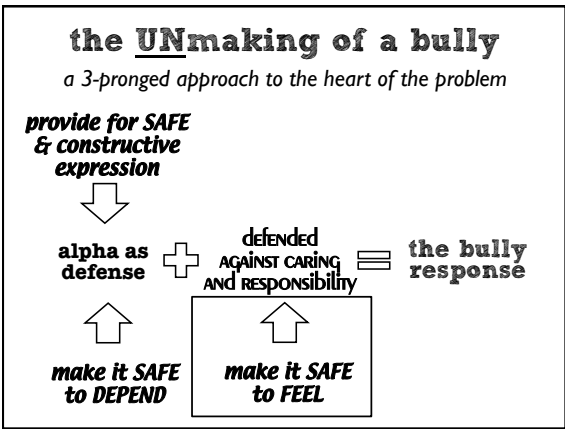 the UNmaking of a bully
a 3-pronged approach to the heart of the problem
provide for SAFE
& constructive
expression
alpha as
defense
defended
AGAINST CARING
AND RESPONSIBILITY
the bully
response
make it SAFE
to DEPEND
make it SAFE
to FEEL